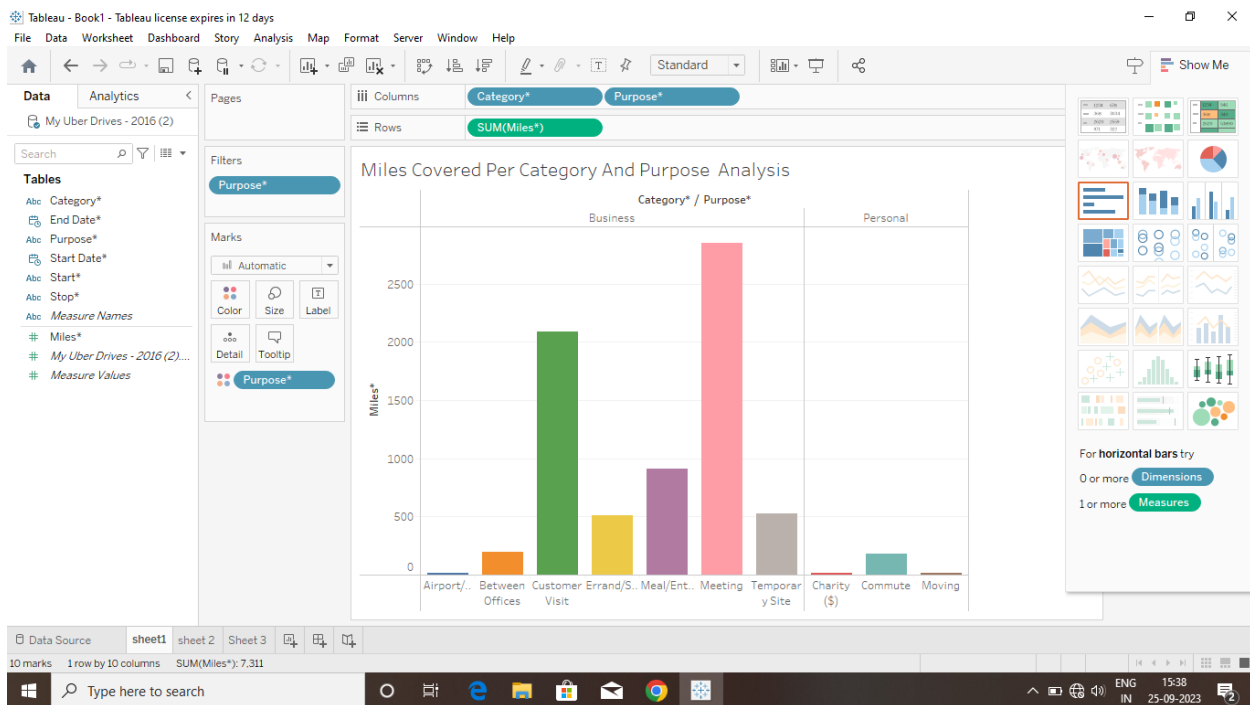 Tableau - Book1 - Tableau license expires in 12 days
File Data Worksheet Dashboard Story Analysis Map Format Server Window Help
Standard
Show Me
Data Analytics
My Uber Drives - 2016 (2)
Search
Tables
Abc Category*
End Date*
Abc Purpose*
Start Date*
Abc Start*
Abc Stop*
Abc Measure Names
# Miles*
# My Uber Drives - 2016 (2)....
# Measure Values
Pages
Filters
Purpose*
Marks
Automatic
Color Size Label
Detail Tooltip
Purpose*
Columns Category* Purpose*
Rows SUM(Miles*)
Miles Covered Per Category And Purpose Analysis
Category* / Purpose*
Business Personal
Miles*
2500
2000
1500
1000
500
0
Airport/.. Between Offices Customer Visit Errand/S.. Meal/Ent.. Meeting Temporar y Site Charity ($) Commute Moving
For horizontal bars try
0 or more Dimensions
1 or more Measures
Data Source sheet1 sheet 2 Sheet 3
10 marks 1 row by 10 columns SUM(Miles*): 7,311
Type here to search
ENG
IN
15:38
25-09-2023
2